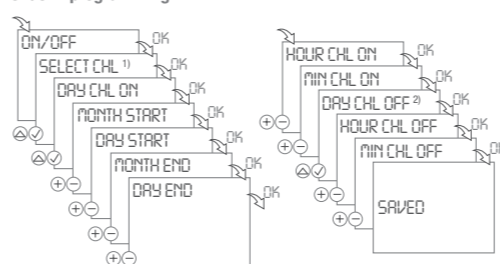 ON/OFF
OK
SELECT CHL 1)
OK
DAY CHL ON
OK
MONTH START
OK
DAY START
OK
MONTH END
OK
DAY END
OK
HOUR CHL ON
OK
MIN CHL ON
OK
DAY CHL OFF 2)
OK
HOUR CHL OFF
OK
MIN CHL OFF
OK
SAVED